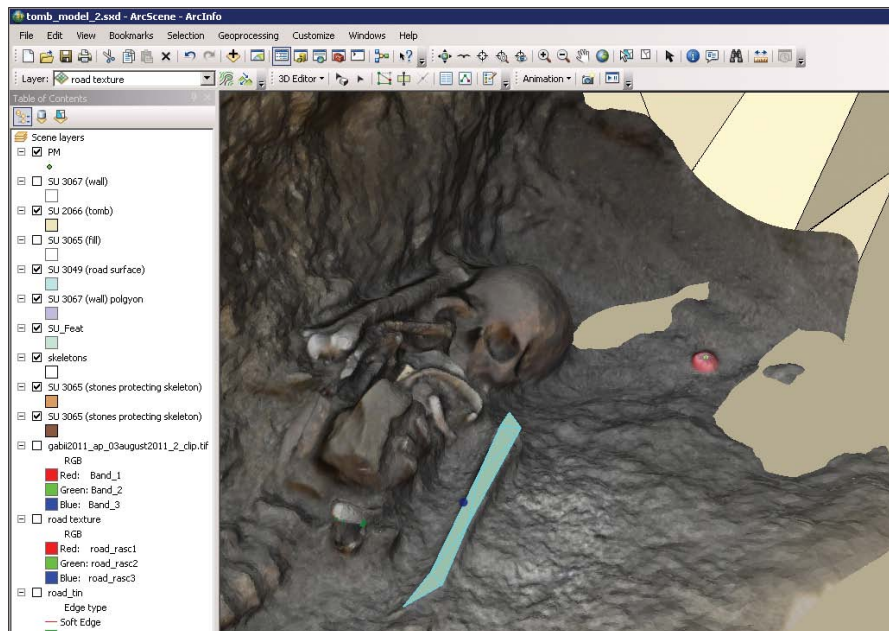 tomb_model_2.sxd - ArcScene - ArcInfo
File Edit View Bookmarks Selection Geoprocessing Customize Windows Help
Layer: road texture 3D Editor Animation
Table of Contents
Scene layers
PM
SU 3067 (wall)
SU 2066 (tomb)
SU 3065 (fill)
SU 3049 (road surface)
SU 3067 (wall) polgyon
SU_Feat
skeletons
SU 3065 (stones protecting skeleton)
SU 3065 (stones protecting skeleton)
gabii2011_ap_03august2011_2_clip.tif
RGB
Red: Band_1
Green: Band_2
Blue: Band_3
road texture
RGB
Red: road_rasc1
Green: road_rasc2
Blue: road_rasc3
road_tin
Edge type
Soft Edge